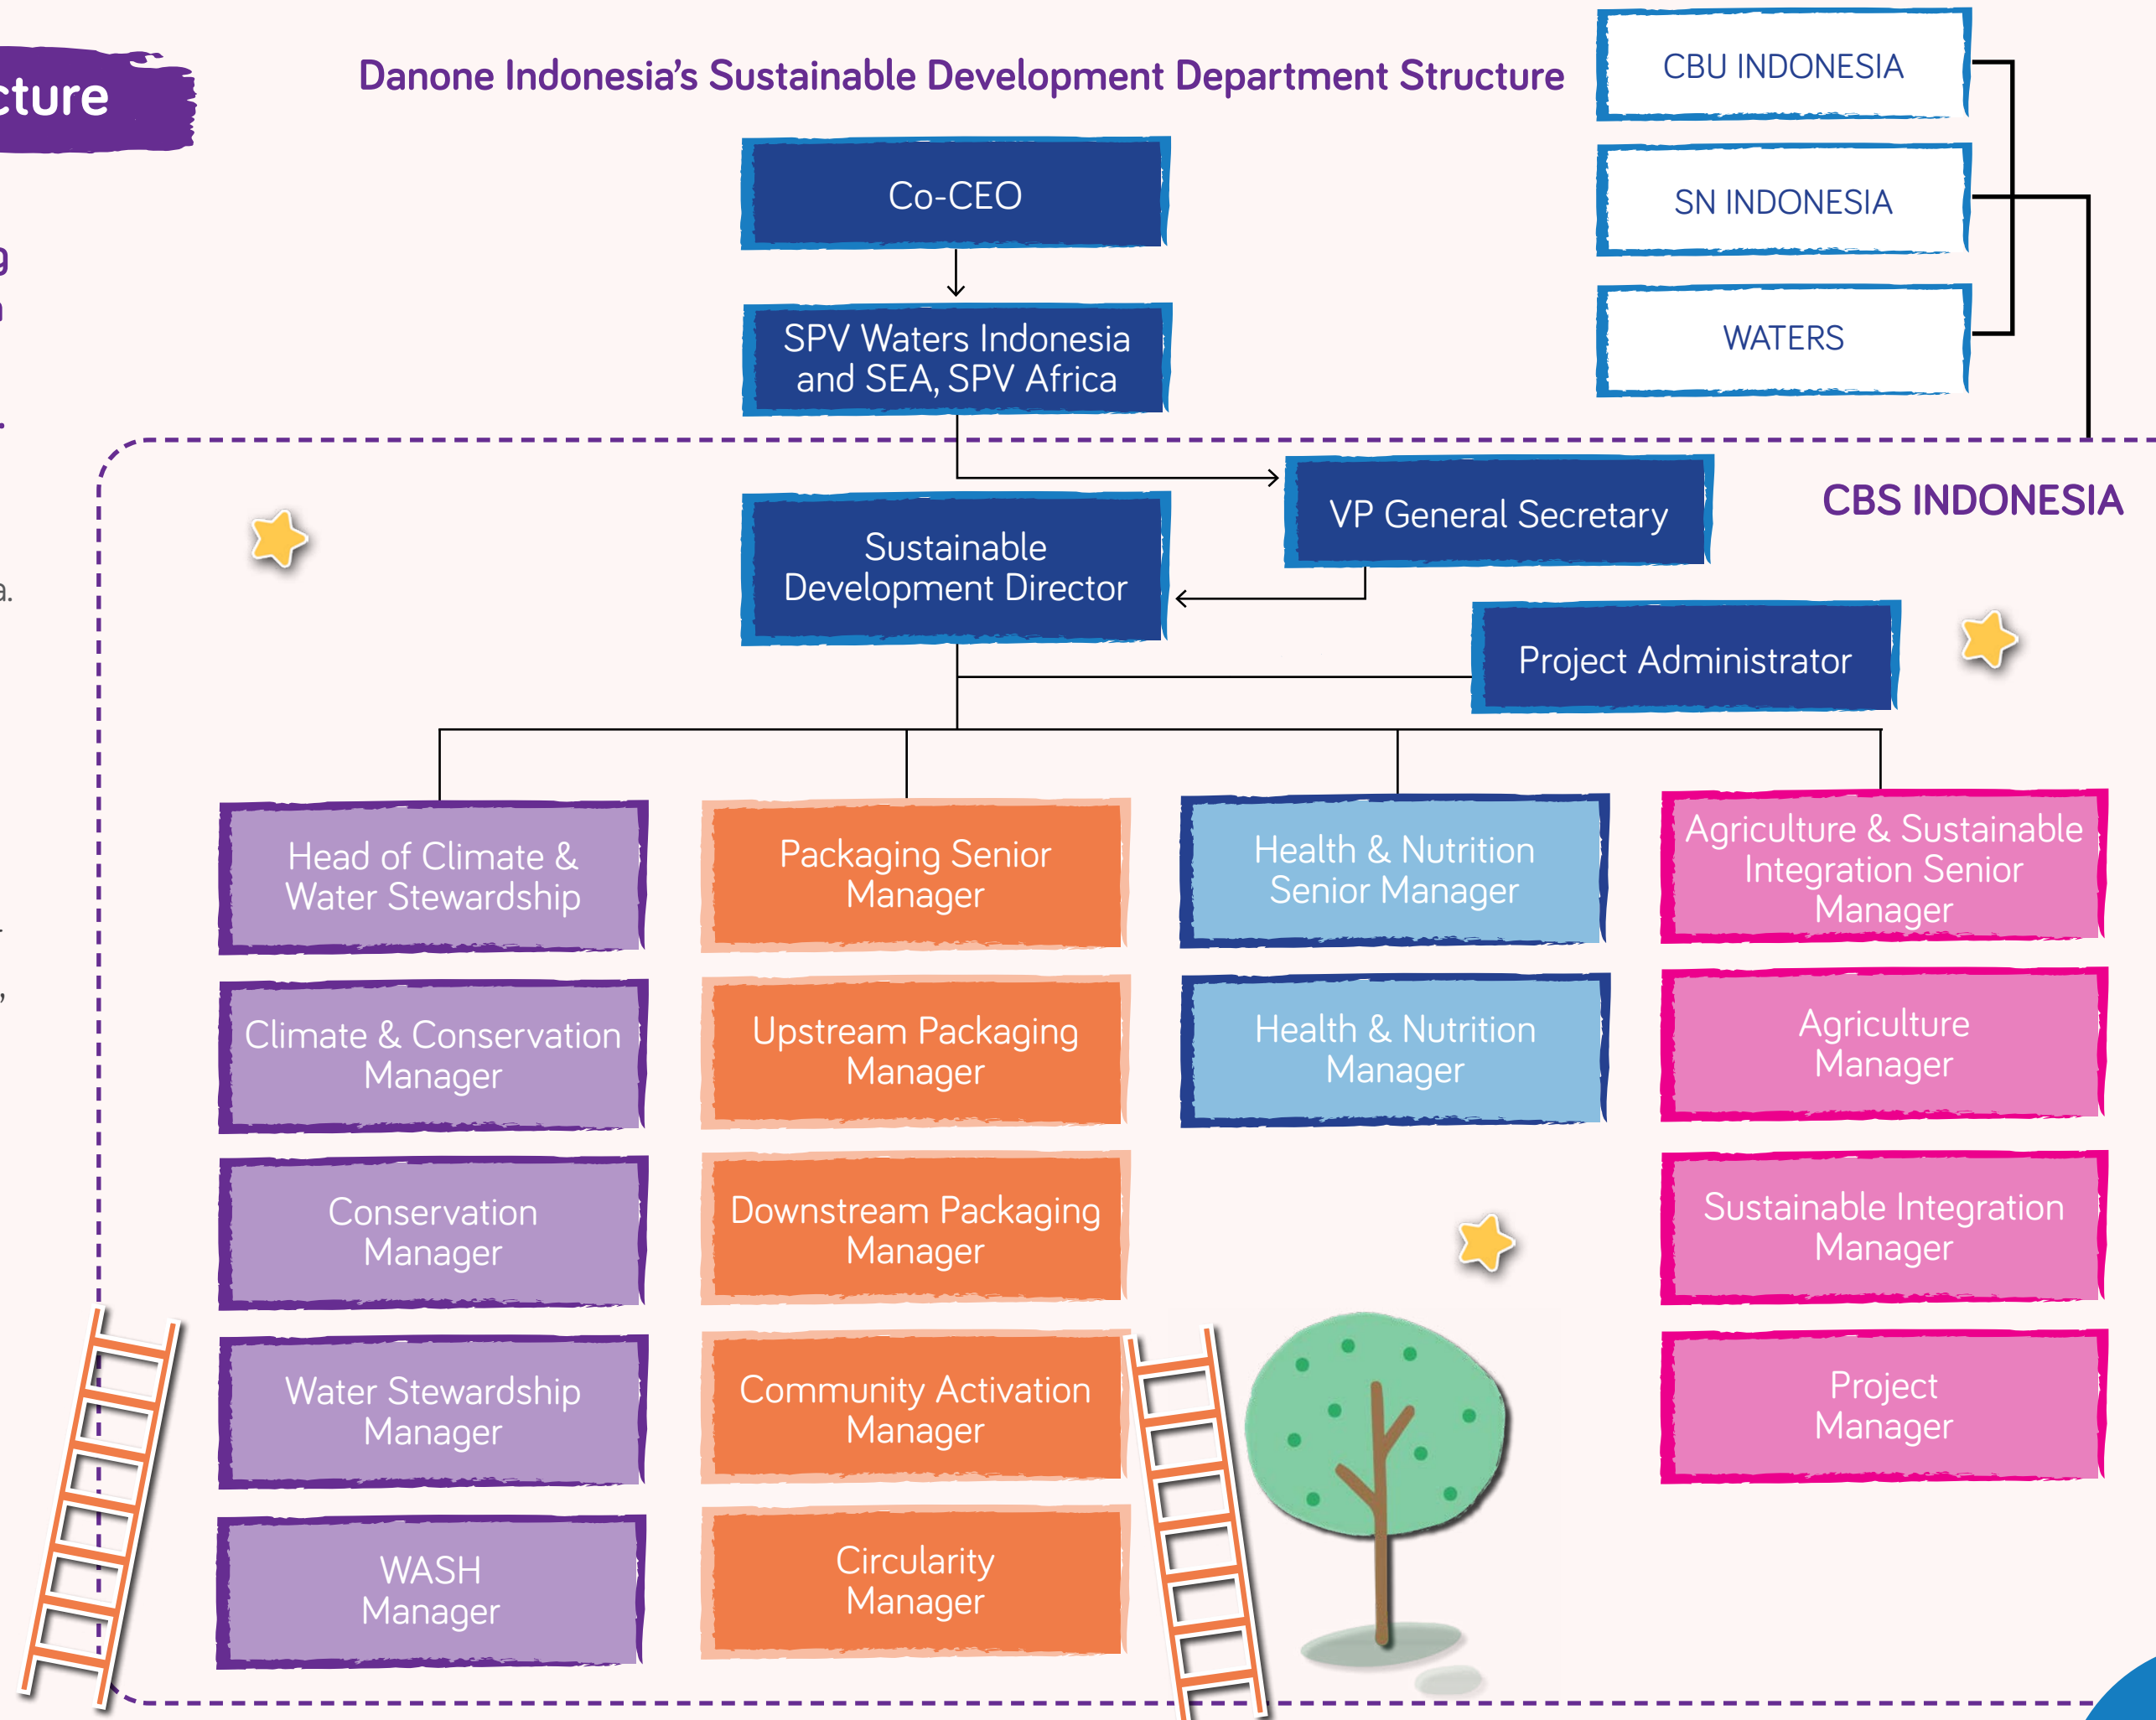 cture
g
a.
,
Danone Indonesia’s Sustainable Development Department Structure
CBU INDONESIA
SN INDONESIA
WATERS
Co-CEO
SPV Waters Indonesia
and SEA, SPV Africa
CBS INDONESIA
VP General Secretary
Sustainable
Development Director
Project Administrator
Head of Climate &
Water Stewardship
Climate & Conservation
Manager
Conservation
Manager
Water Stewardship
Manager
WASH
Manager
Packaging Senior
Manager
Upstream Packaging
Manager
Downstream Packaging
Manager
Community Activation
Manager
Circularity
Manager
Health & Nutrition
Senior Manager
Health & Nutrition
Manager
Agriculture & Sustainable
Integration Senior
Manager
Agriculture
Manager
Sustainable Integration
Manager
Project
Manager